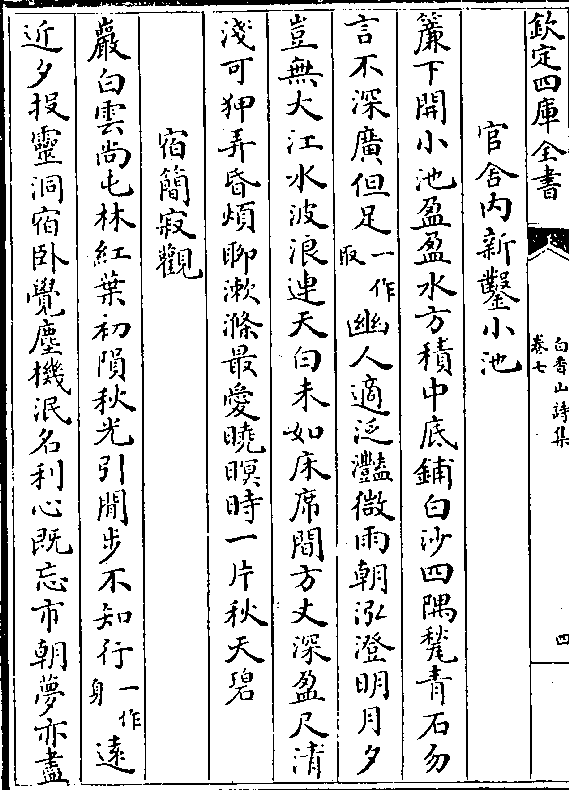 欽定四庫全書
白香山詩集
卷七
四
官舍内新鑿小池
簾下開小池盈盈水方積中底鋪白沙四隅甃青石勿
言不深廣但足一作取幽人適泛灎微雨朝泓澄明月夕
豈無大江水波浪連天白未如床席間方丈深盈尺清
淺可狎弄昏煩聊漱滌最愛曉暝時一片秋天碧
宿簡寂觀
巖白雲尚屯林紅葉初隕秋光引閒步不知行一作身遠
近夕投靈洞宿卧覺塵機泯名利心既忘市朝夢亦盡